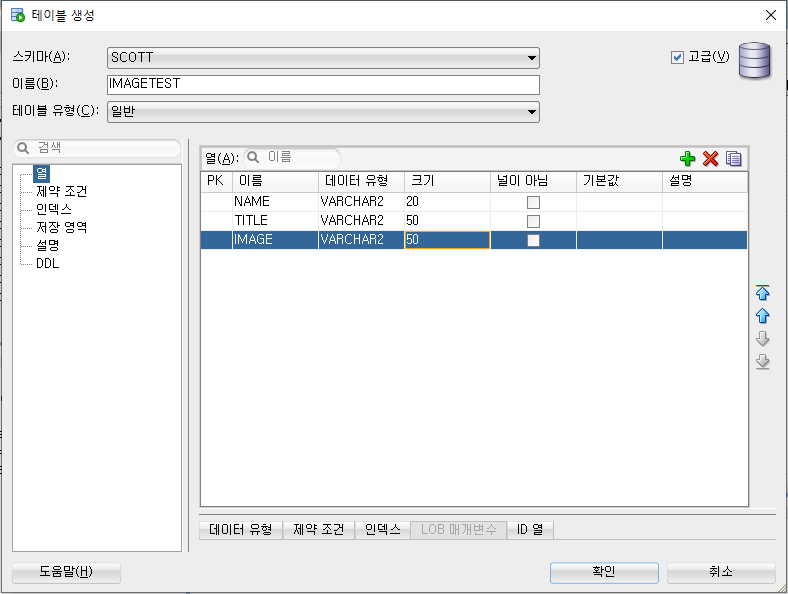 테이블 생성
스키마(A): SCOTT 고급(V)
이름(B): IMAGETEST
테이블 유형(C): 일반
검색
열
제약 조건
인덱스
저장 영역
설명
DDL
열(A): 이름
PK 이름 데이터 유형 크기 널이 아님 기본값 설명
NAME VARCHAR2 20
TITLE VARCHAR2 50
IMAGE VARCHAR2 50
데이터 유형 제약 조건 인덱스 LOB 매개변수 ID 열
도움말(H) 확인 취소